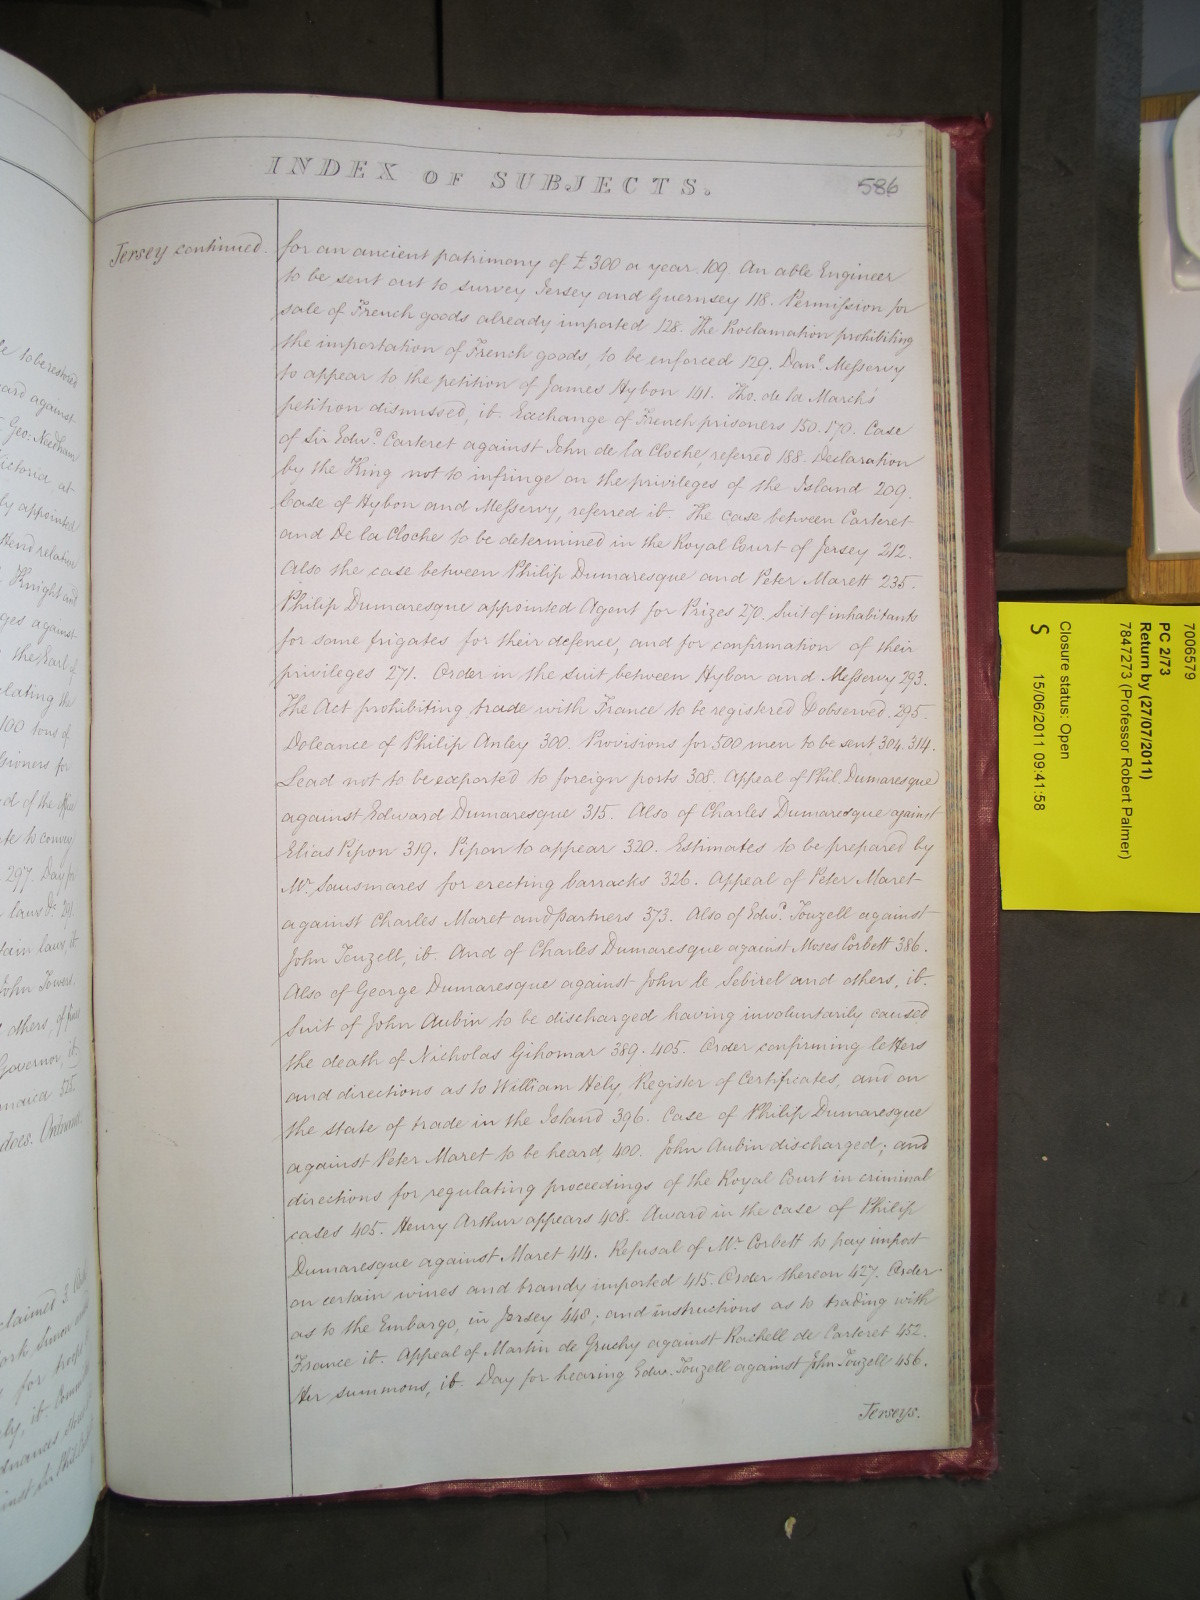 INDEX OF SUBJECTS.
586
Jersey continued.
for an ancient patrimony of £300 a year. 109. An able Engineer
to be sent out to survey Jersey and Guernsey 118. Permission for
sale of French goods already imported 128. The Proclamation prohibiting
the importation of French goods, to be enforced 129. Danl. Messervy
to appear to the petition of James Hybon 141. Tho. de la March's
petition dismissed, ib. Exchange of French prisoners 150. 170. Case
of Sir Edwd. Carteret against John de la Cloche, referred 188. Declaration
by the King not to infringe on the privileges of the Island 209.
Case of Hybon and Messervy, referred ib. The case between Carteret
and De la Cloche to be determined in the Royal Court of Jersey 212.
Also the case between Philip Dumaresque and Peter Marett 235.
Philip Dumaresque appointed Agent for Prizes 270. Suit of inhabitants
for some frigates for their defence, and for confirmation of their
privileges 271. Order in the suit between Hybon and Messervy 293.
The Act prohibiting trade with France to be registered & observed. 295.
Doleance of Philip Anley 300. Provisions for 500 men to be sent 304. 314.
Lead not to be exported to foreign ports 308. Appeal of Phil. Dumaresque
against Edward Dumaresque 315. Also of Charles Dumaresque against
Elias Pipon 319. Pipon to appear 320. Estimates to be prepared by
Mr. Sausmares for erecting barracks 326. Appeal of Peter Maret
against Charles Maret and partners 373. Also of Edwd. Touzell against
John Touzell, ib. And of Charles Dumaresque against Moses Corbett 386.
Also of George Dumaresque against John le Sebirel and others, ib.
Suit of John Aubin to be discharged having involuntarily caused
the death of Nicholas Gihomar 389. 405. Order confirming letters
and directions as to William Hely, Register of Certificates, and on
the state of trade in the Island 396. Case of Philip Dumaresque
against Peter Maret to be heard, 400. John Aubin discharged; and
directions for regulating proceedings of the Royal Court in criminal
cases 405. Henry Arthur appears 408. Award in the case of Philip
Dumaresque against Maret 414. Refusal of Mr. Corbett to pay impost
on certain wines and brandy imported 415. Order thereon 427. Order
as to the Embargo, in Jersey 448; and instructions as to trading with
France ib. Appeal of Martin de Gruchy against Rachell de Carteret 452.
Her summons, ib. Day for hearing Edw. Touzell against John Touzell 456.
Jerseys.
7006579
PC 2/73
Return by (27/07/2011)
7847273 (Professor Robert Palmer)
Closure status: Open
S 15/06/2011 09:41:58